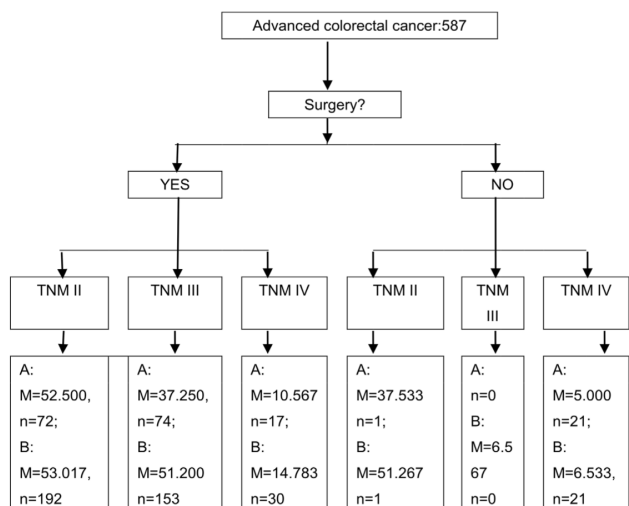 Advanced colorectal cancer:587
Surgery?
YES
NO
TNM II
TNM III
TNM IV
TNM II
TNM
III
TNM IV
A:
M=52.500,
n=72;
B:
M=53.017,
n=192
A:
M=37.250,
n=74;
B:
M=51.200
n=153
A:
M=10.567
n=17;
B:
M=14.783
n=30
A:
M=37.533
n=1;
B:
M=51.267
n=1
A:
n=0
B:
M=6.5
67
n=0
A:
M=5.000
n=21;
B:
M=6.533,
n=21